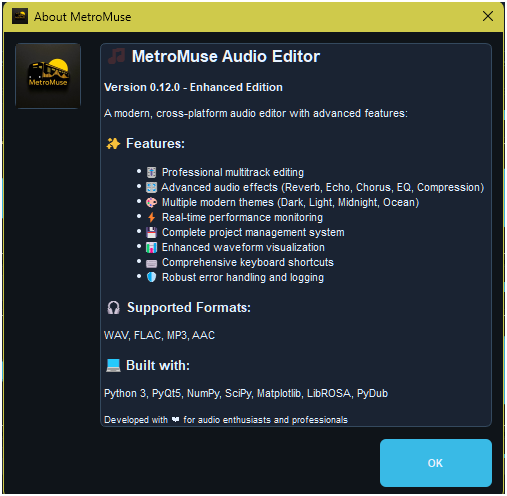 About MetroMuse
MetroMuse
🎵 MetroMuse Audio Editor
Version 0.12.0 - Enhanced Edition
A modern, cross-platform audio editor with advanced features:
✨ Features:
• 🎛️ Professional multitrack editing
• 🎚️ Advanced audio effects (Reverb, Echo, Chorus, EQ, Compression)
• 🎨 Multiple modern themes (Dark, Light, Midnight, Ocean)
• ⚡ Real-time performance monitoring
• 💾 Complete project management system
• 📊 Enhanced waveform visualization
• ⌨️ Comprehensive keyboard shortcuts
• 🛡️ Robust error handling and logging
🎧 Supported Formats:
WAV, FLAC, MP3, AAC
💻 Built with:
Python 3, PyQt5, NumPy, SciPy, Matplotlib, LibROSA, PyDub
Developed with ❤ for audio enthusiasts and professionals
OK